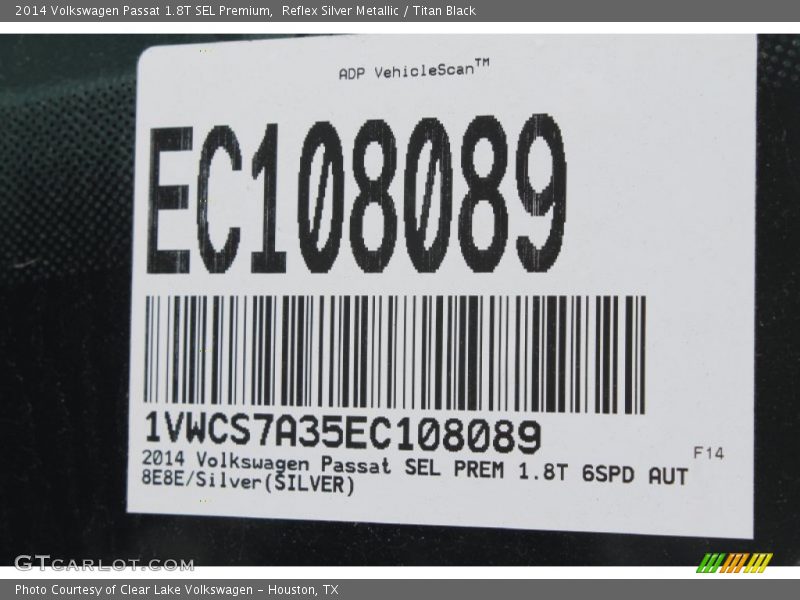 2014 Volkswagen Passat 1.8T SEL Premium, Reflex Silver Metallic / Titan Black
ADP VehicleScan™
EC108089
1VWCS7A35EC108089
2014 Volkswagen Passat SEL PREM 1.8T 6SPD AUT
8E8E/Silver(SILVER)
F14
GTCARLOT.COM
Photo Courtesy of Clear Lake Volkswagen – Houston, TX